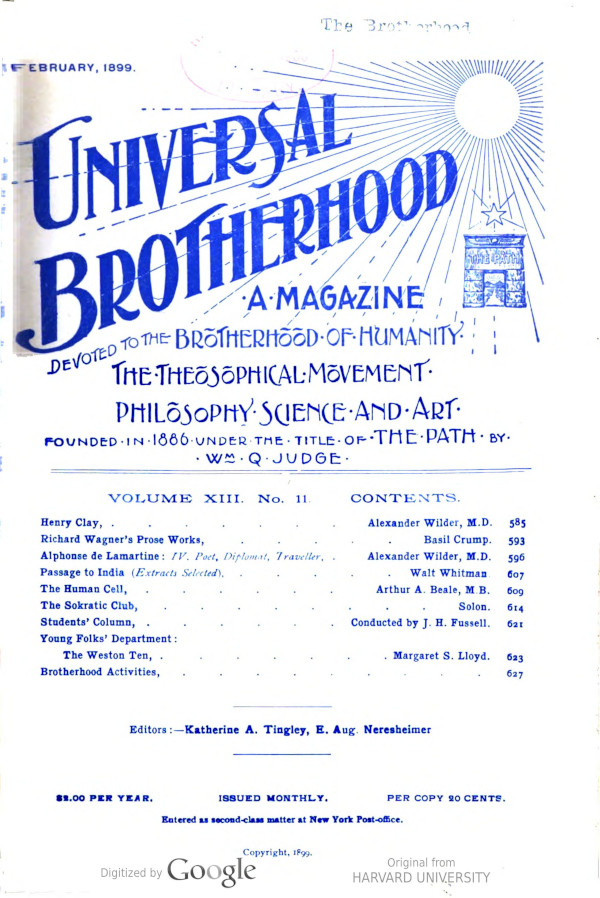 The Brotherhood
FEBRUARY, 1899.
UNIVERSAL
BROTHERHOOD
THE PATH
·A·MAGAZINE
DEVOTED TO THE BROTHERHOOD·OF·HUMANITY·
THE·THEOSOPHICAL·MOVEMENT·
PHILOSOPHY·SCIENCE·AND·ART·
FOUNDED·IN·1886·UNDER·THE·TITLE·OF·THE·PATH·BY·
·WM·Q·JUDGE·
VOLUME XIII. No. 11. CONTENTS.
Henry Clay, . . . . . . . Alexander Wilder, M.D. 585
Richard Wagner's Prose Works, . . . . . Basil Crump. 593
Alphonse de Lamartine: IV. Poet, Diplomat, Traveller, . Alexander Wilder, M.D. 596
Passage to India (Extracts Selected), . . . . . Walt Whitman 607
The Human Cell, . . . . . . Arthur A. Beale, M.B. 609
The Sokratic Club, . . . . . . . . Solon. 614
Students' Column, . . . . . . Conducted by J. H. Fussell. 621
Young Folks' Department:
The Weston Ten, . . . . . . Margaret S. Lloyd. 623
Brotherhood Activities, . . . . . . . . 627
Editors:—Katherine A. Tingley, E. Aug. Neresheimer
$2.00 PER YEAR. ISSUED MONTHLY. PER COPY 20 CENTS.
Entered as second-class matter at New York Post-office.
Copyright, 1899.
Digitized by Google
Original from
HARVARD UNIVERSITY